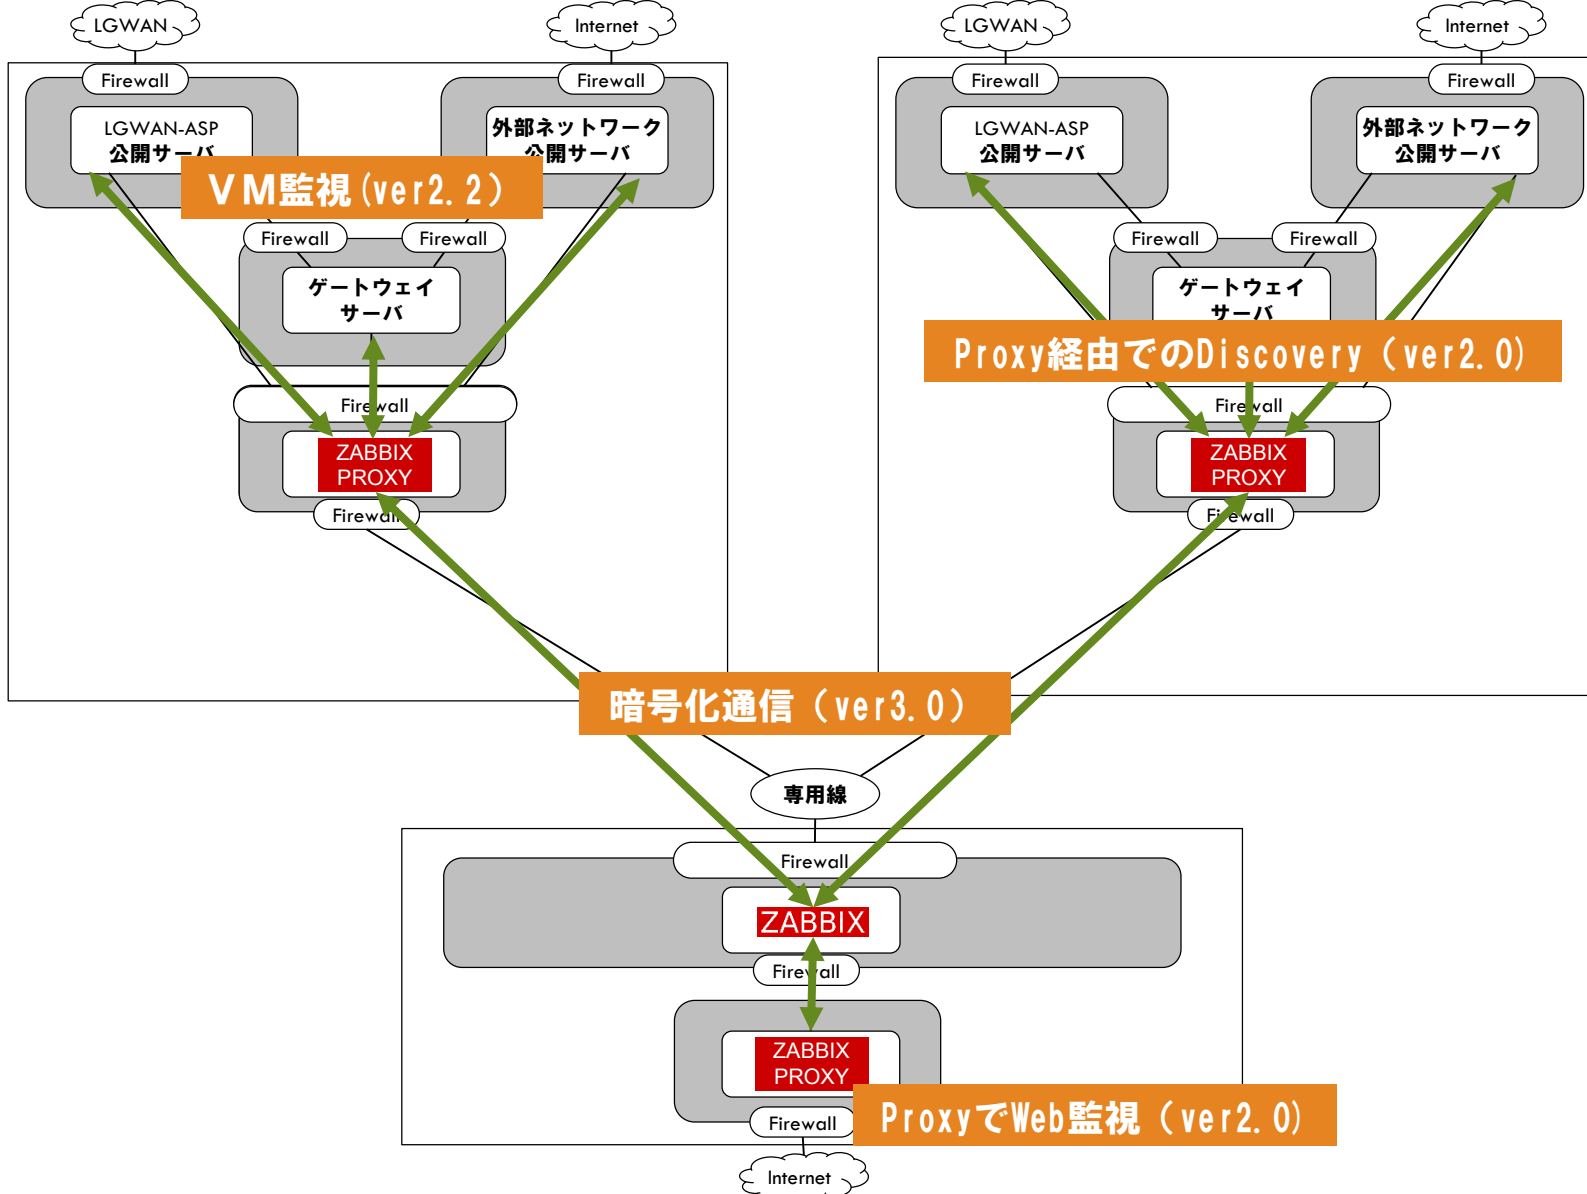 LGWAN
Internet
LGWAN
Internet
Firewall
Firewall
Firewall
Firewall
LGWAN-ASP
公開サーバ
外部ネットワーク
公開サーバ
LGWAN-ASP
公開サーバ
外部ネットワーク
公開サーバ
VM監視(ver2.2)
Firewall
Firewall
Firewall
Firewall
ゲートウェイ
サーバ
ゲートウェイ
サーバ
Proxy経由でのDiscovery(ver2.0)
Firewall
Firewall
ZABBIX
PROXY
ZABBIX
PROXY
Firewall
Firewall
暗号化通信(ver3.0)
専用線
Firewall
ZABBIX
Firewall
ZABBIX
PROXY
ProxyでWeb監視(ver2.0)
Firewall
Internet